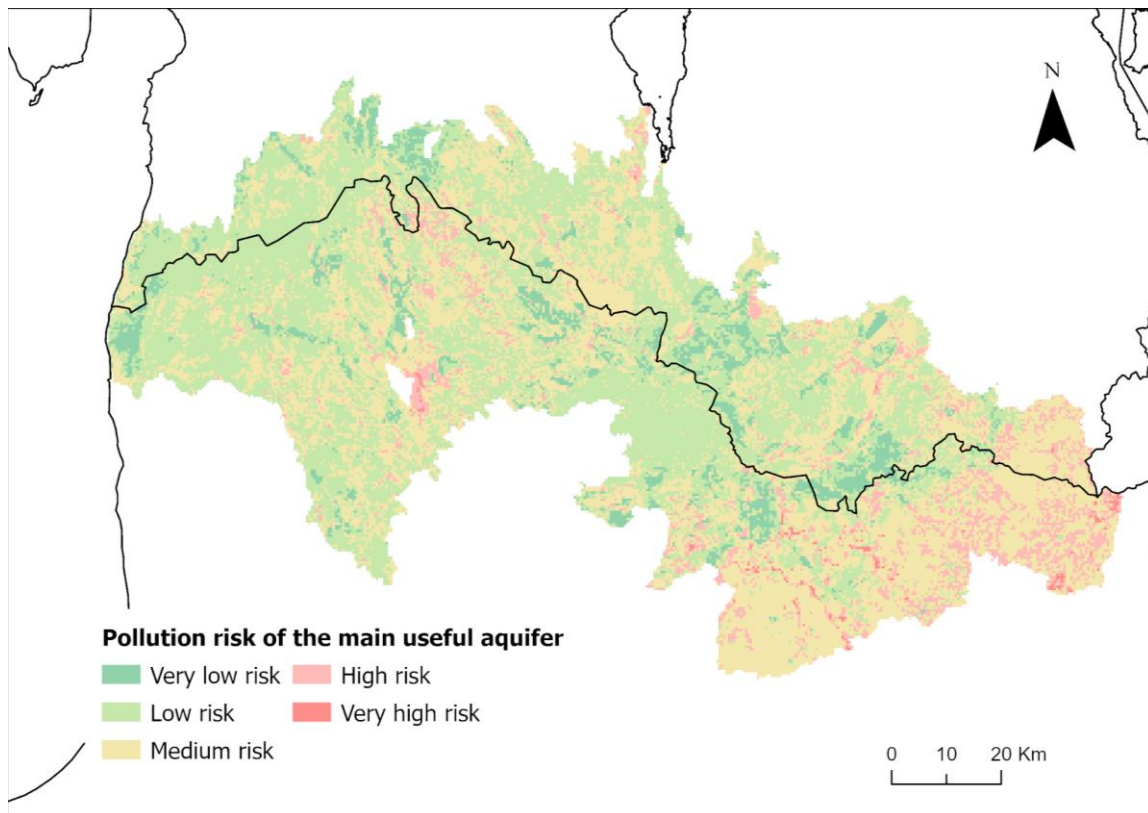 N
Pollution risk of the main useful aquifer
Very low risk High risk
Low risk Very high risk
Medium risk
0 10 20 Km